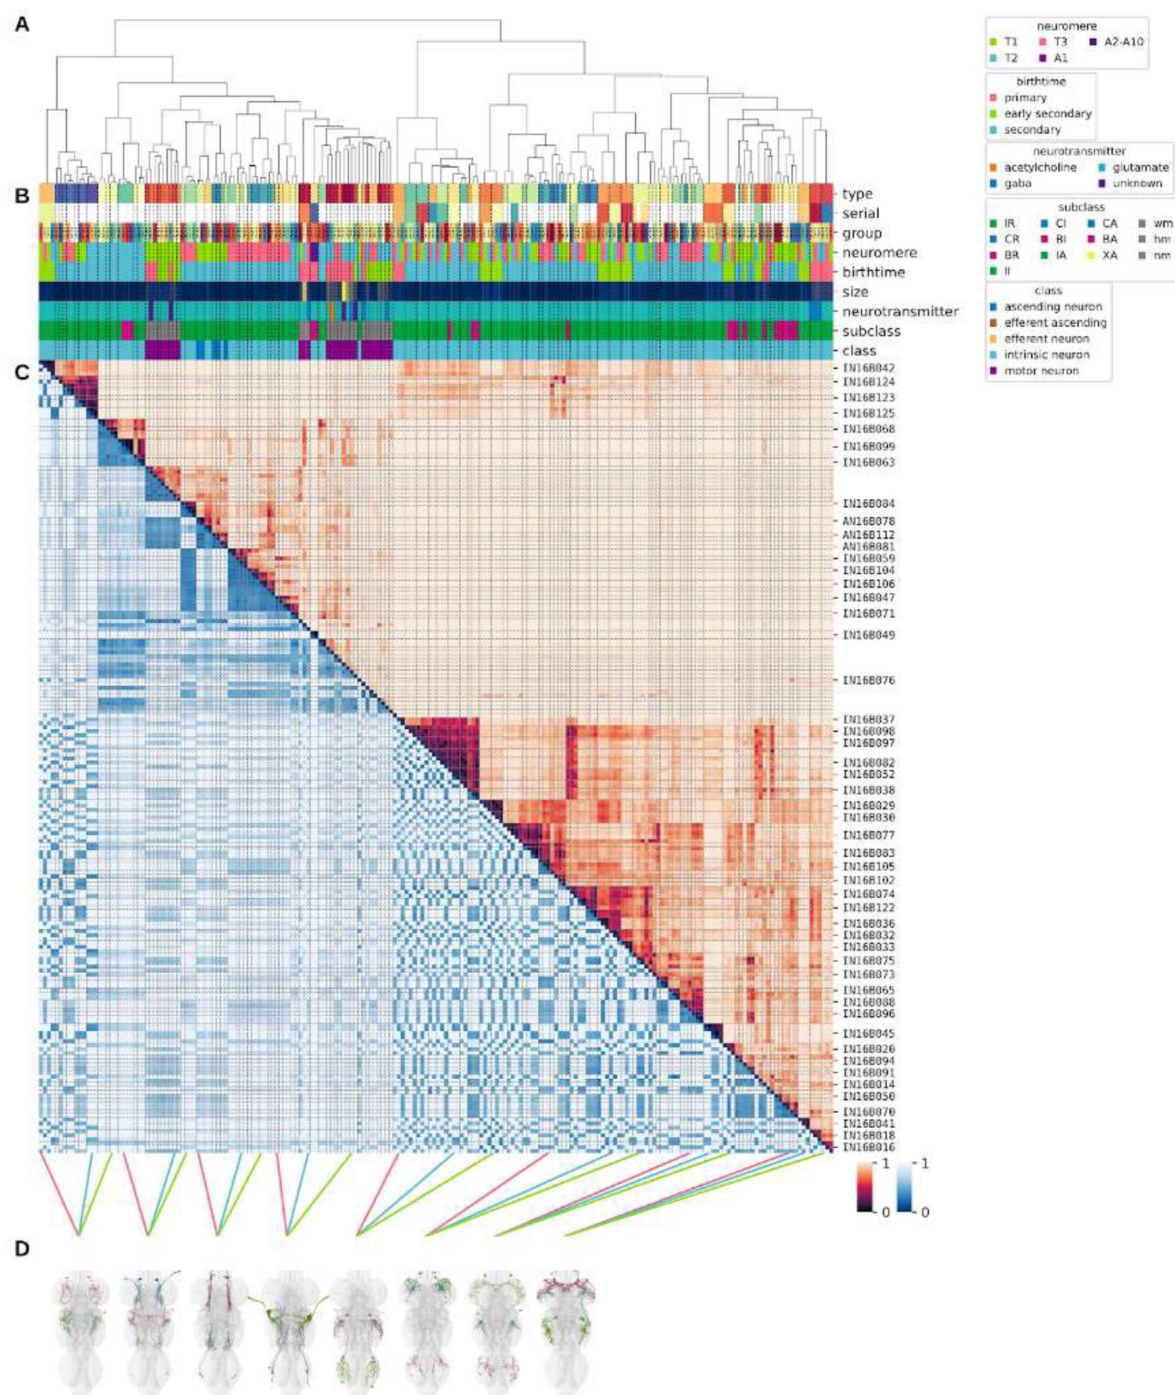 A
neuromere
T1 T3 A2-A10
T2 A1
birthtime
primary
early secondary
secondary
neurotransmitter
acetylcholine glutamate
gaba unknown
subclass
IR CI CA wm
CR BI BA hm
BR IA XA nm
II
class
ascending neuron
efferent ascending
efferent neuron
intrinsic neuron
motor neuron
B
type
serial
group
neuromere
birthtime
size
neurotransmitter
subclass
class
C
IN16B042
IN16B124
IN16B123
IN16B125
IN16B068
IN16B099
IN16B063
IN16B084
AN16B078
AN16B112
AN16B081
IN16B059
IN16B104
IN16B106
IN16B047
IN16B071
IN16B049
IN16B076
IN16B037
IN16B098
IN16B097
IN16B082
IN16B052
IN16B038
IN16B029
IN16B030
IN16B077
IN16B083
IN16B105
IN16B102
IN16B074
IN16B122
IN16B036
IN16B032
IN16B033
IN16B075
IN16B073
IN16B065
IN16B088
IN16B096
IN16B045
IN16B020
IN16B094
IN16B091
IN16B014
IN16B050
IN16B070
IN16B041
IN16B018
IN16B016
1 1
0 0
D